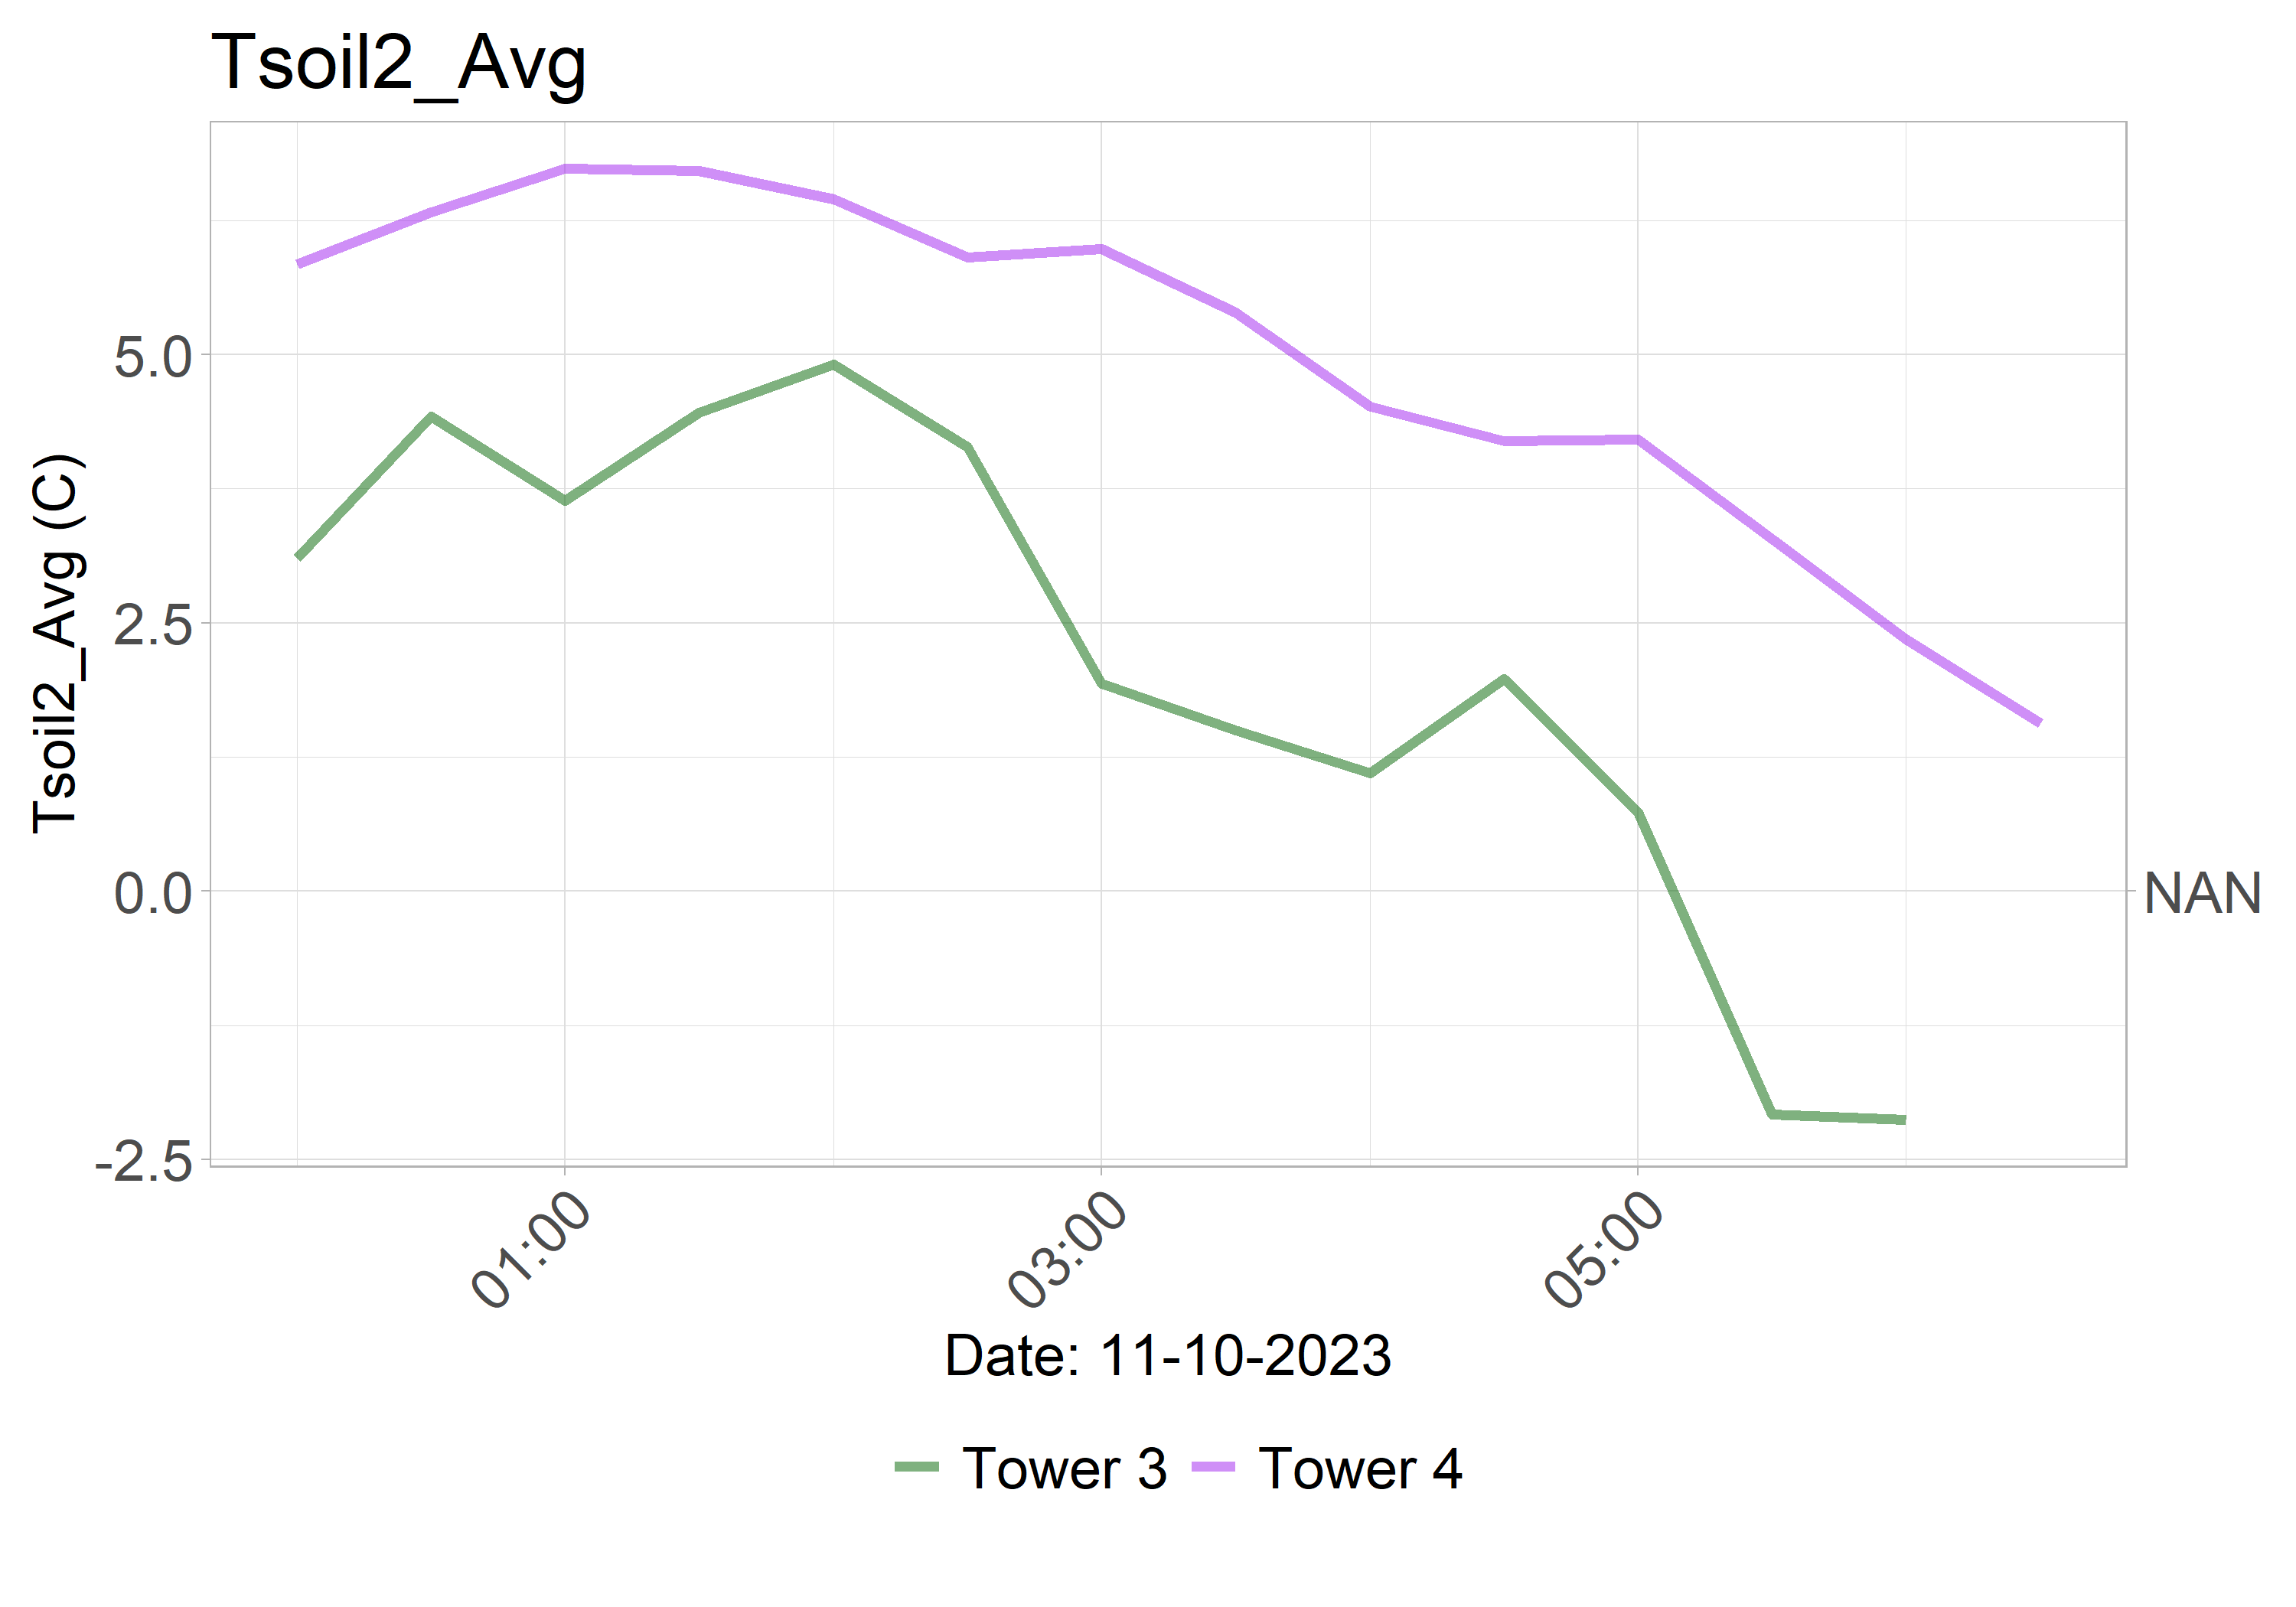 Tsoil2_Avg
Tsoil2_Avg (C)
5.0
2.5
0.0
-2.5
NAN
01:00
03:00
05:00
Date: 11-10-2023
Tower 3
Tower 4